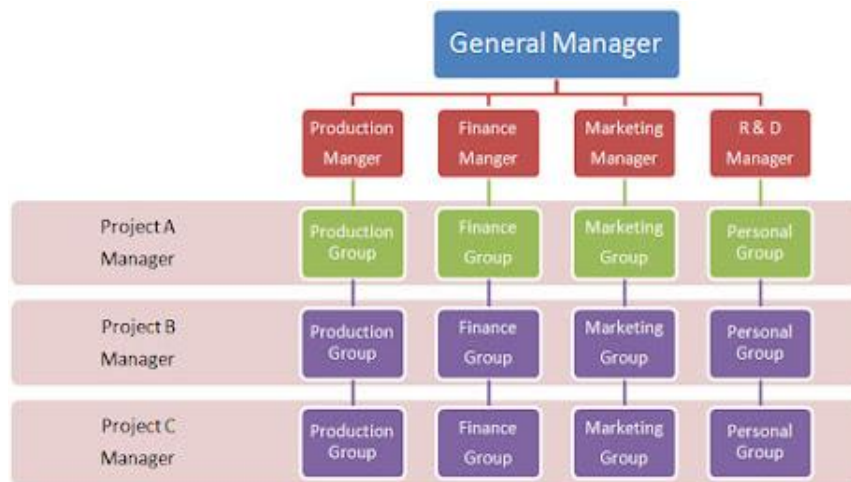 General Manager
Production
Manger
Finance
Manger
Marketing
Manager
R & D
Manager
Project A
Manager
Production
Group
Finance
Group
Marketing
Group
Personal
Group
Project B
Manager
Production
Group
Finance
Group
Marketing
Group
Personal
Group
Project C
Manager
Production
Group
Finance
Group
Marketing
Group
Personal
Group